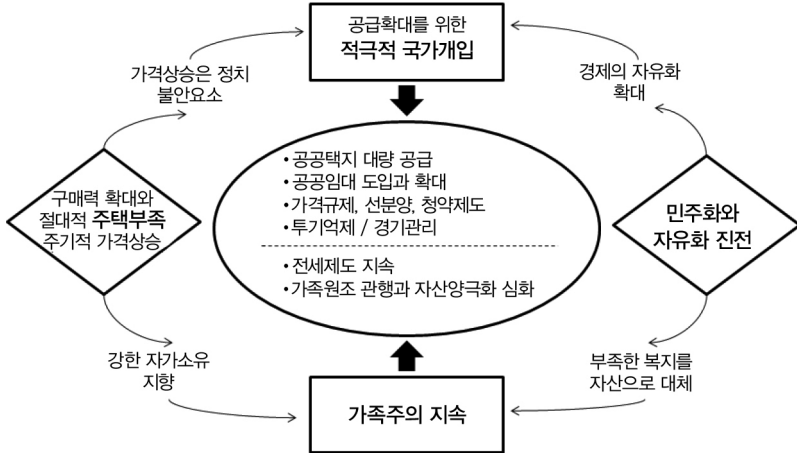 공급확대를 위한
적극적 국가개입
가격상승은 정치
불안요소
경제의 자유화
확대
•공공택지 대량 공급
•공공임대 도입과 확대
•가격규제, 선분양, 청약제도
•투기억제 / 경기관리
•전세제도 지속
•가족원조 관행과 자산양극화 심화
구매력 확대와
절대적 주택부족
주기적 가격상승
민주화와
자유화 진전
강한 자가소유
지향
부족한 복지를
자산으로 대체
가족주의 지속